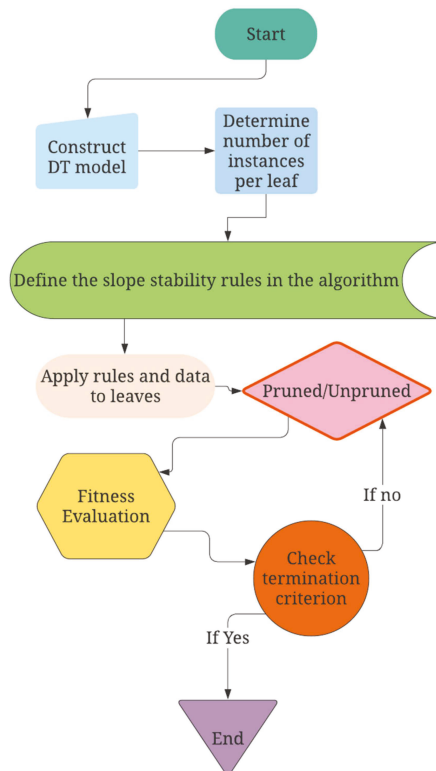 Start
Construct
DT model
Determine
number of
instances
per leaf
Define the slope stability rules in the algorithm
Apply rules and data
to leaves
Pruned/Unpruned
Fitness
Evaluation
If no
Check
termination
criterion
If Yes
End